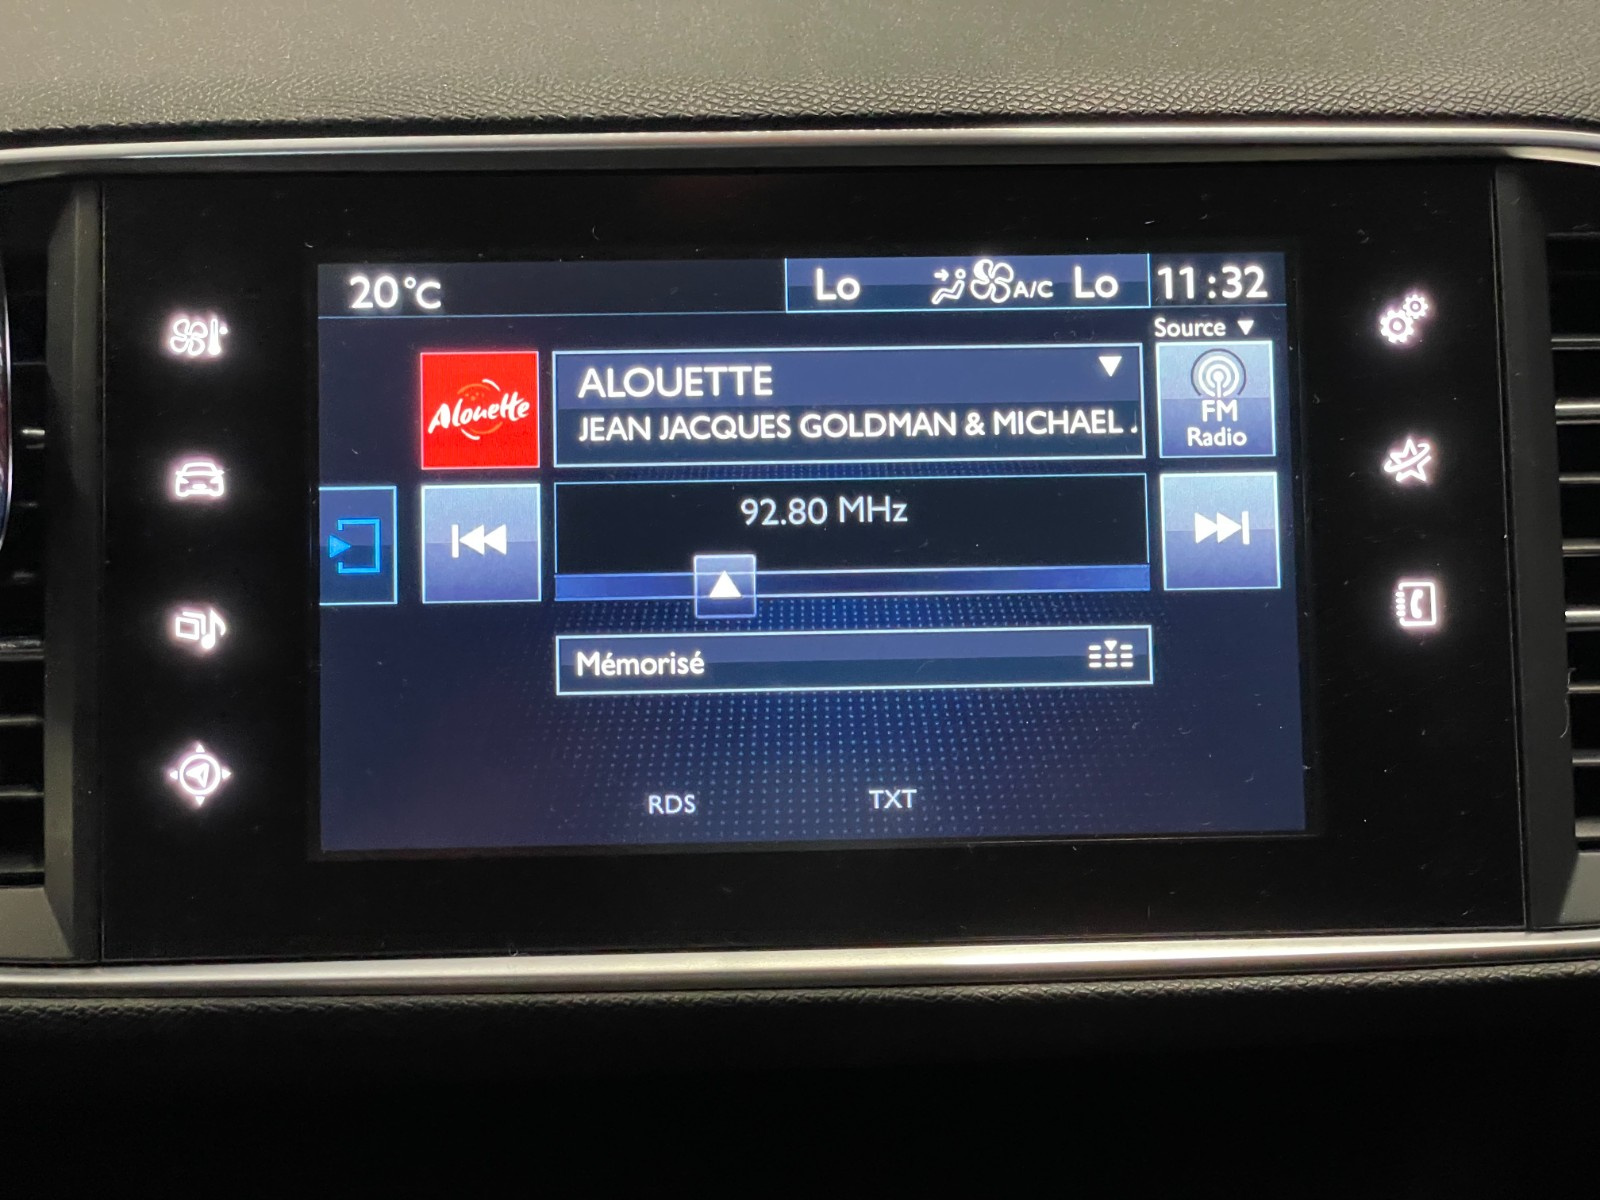 20°C
Lo A/C Lo
11:32
Source
Alouette
ALOUETTE
JEAN JACQUES GOLDMAN & MICHAEL
FM
Radio
92.80 MHz
Mémorisé
RDS
TXT